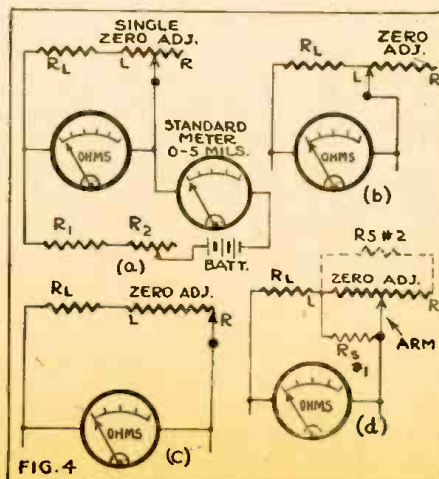 SINGLE
ZERO ADJ.
RL L R
OHMS
STANDARD
METER
0-5 MILS.
R1 R2
(a) BATT.
ZERO ADJ.
RL L R
OHMS
(b)
RL ZERO ADJ.
L R
OHMS
(C)
RS #2
RL ZERO ADJ.
L R
ARM
RS
#1
OHMS
(d)
FIG. 4